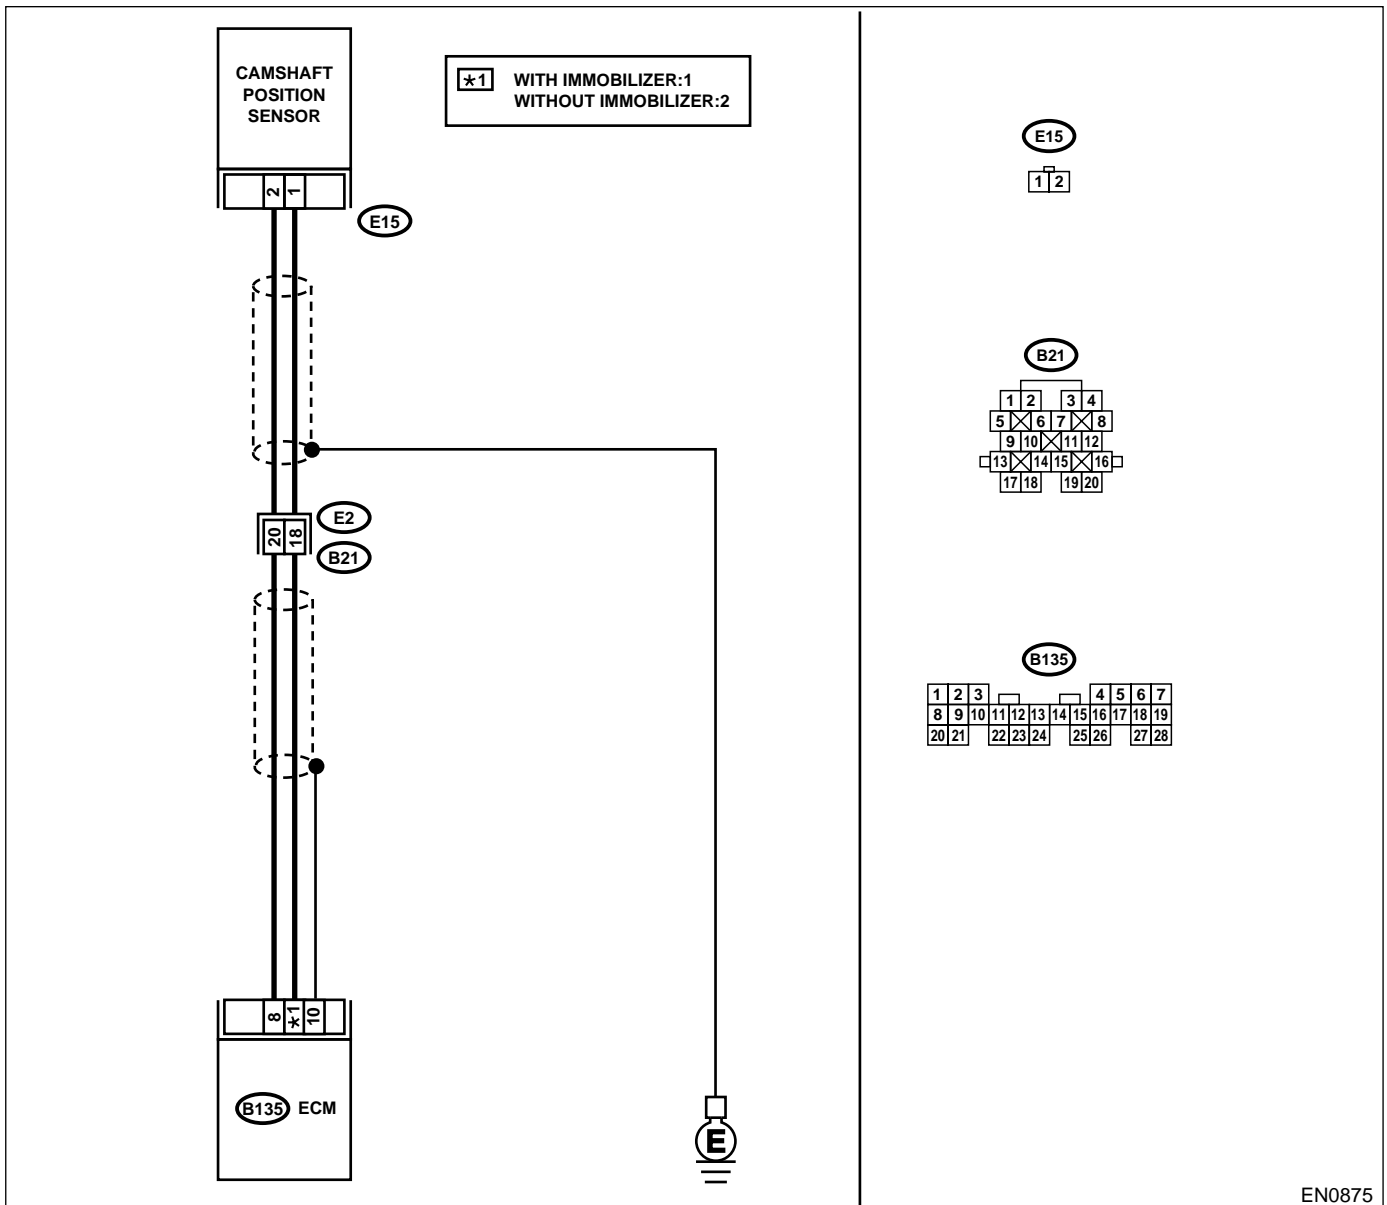 CAMSHAFT
POSITION
SENSOR
*1 WITH IMMOBILIZER:1
WITHOUT IMMOBILIZER:2
2 1
E15
20 18
E2
B21
8 *1 10
B135 ECM
E
E15
1 2
B21
1 2 3 4
5 6 7 8
9 10 11 12
13 14 15 16
17 18 19 20
B135
1 2 3 4 5 6 7
8 9 10 11 12 13 14 15 16 17 18 19
20 21 22 23 24 25 26 27 28
EN0875